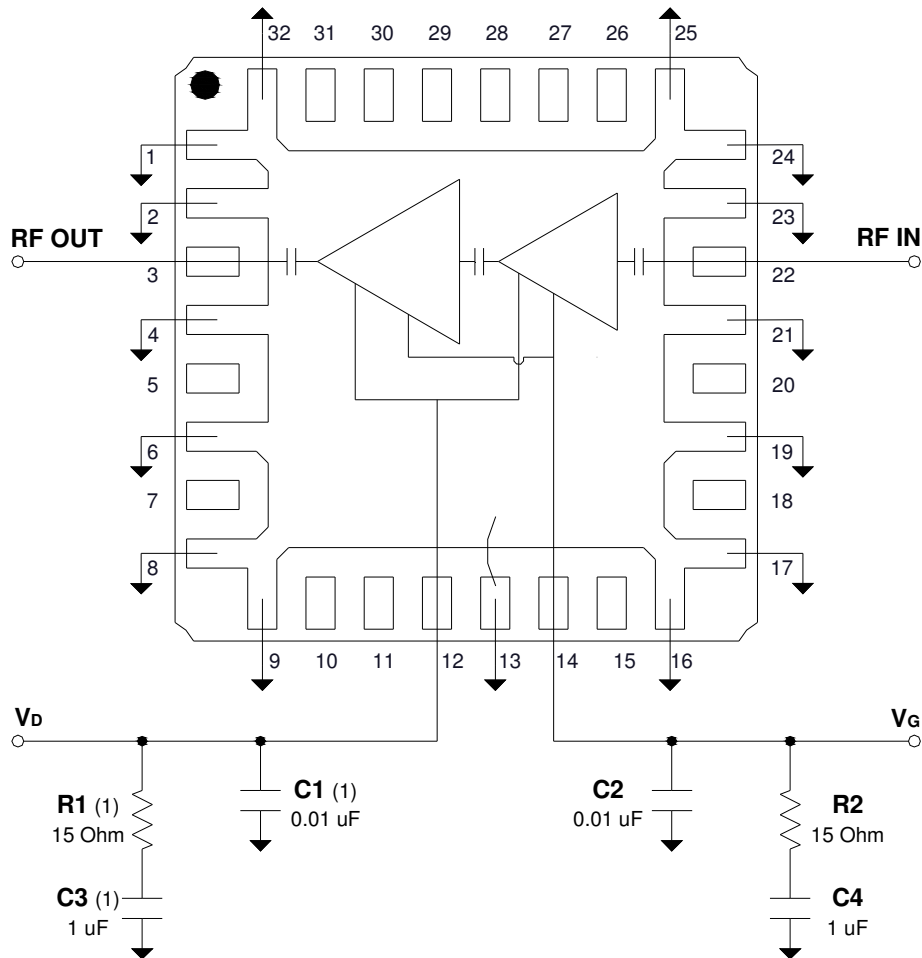 32 31 30 29 28 27 26 25
1 24
2 23
RF OUT RF IN
3 22
4 21
5 20
6 19
7 18
8 17
9 10 11 12 13 14 15 16
VD VG
R1 (1) C1 (1) C2 R2
15 Ohm 0.01 uF 0.01 uF 15 Ohm
C3 (1) C4
1 uF 1 uF